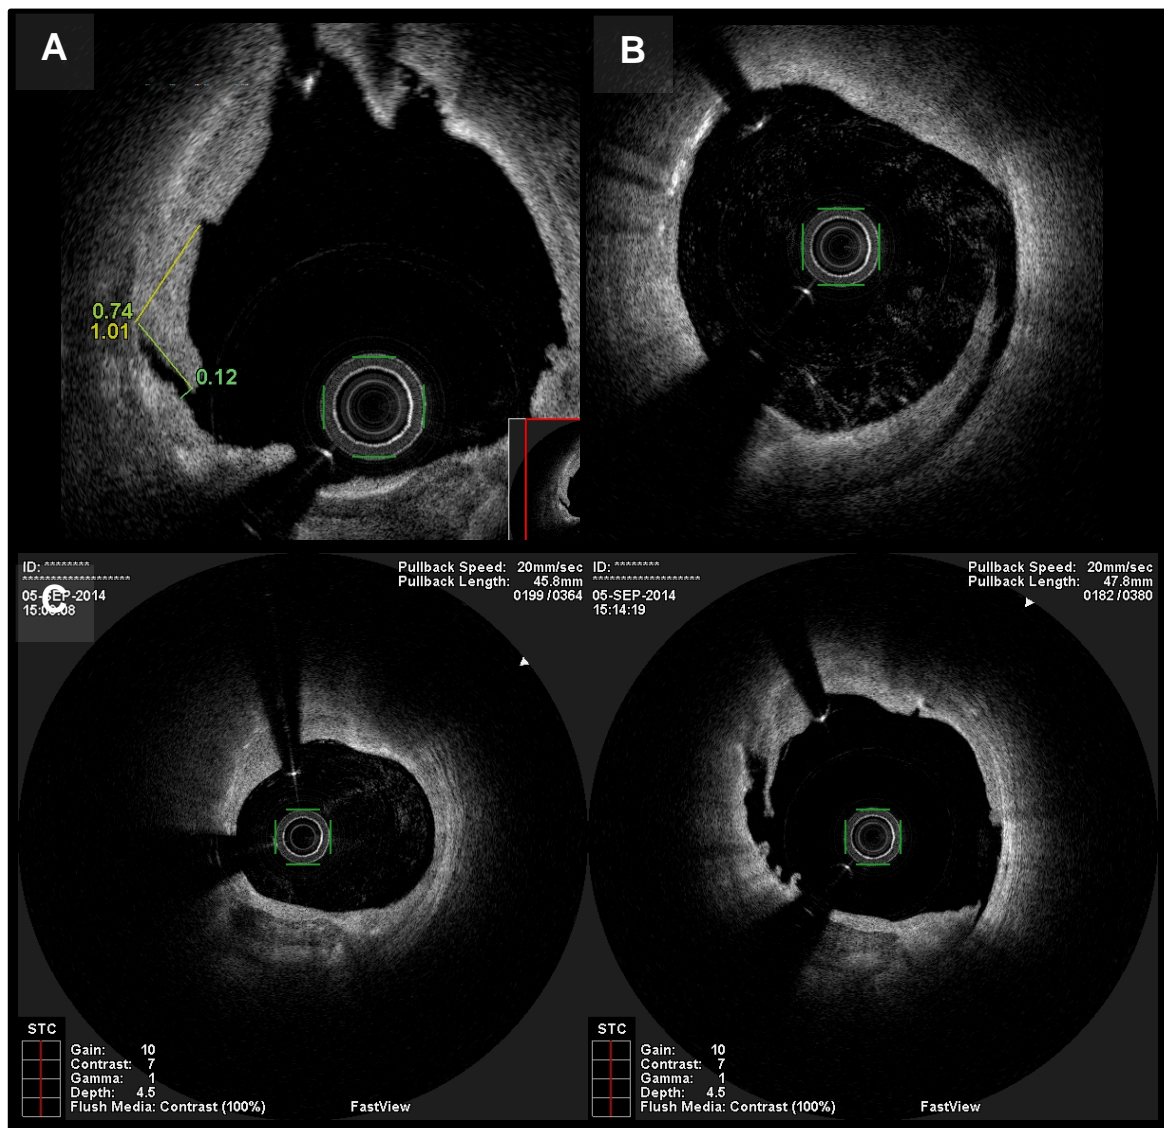 A
B
0.74
1.01
0.12
C
ID: ********
*******************
05-SEP-2014
Pullback Speed: 20mm/sec
Pullback Length: 45.8mm
0199 /0364
STC
Gain: 10
Contrast: 7
Gamma: 1
Depth: 4.5
Flush Media: Contrast (100%)
FastView
ID: ********
*******************
05-SEP-2014
15:14:19
Pullback Speed: 20mm/sec
Pullback Length: 47.8mm
0182 /0380
STC
Gain: 10
Contrast: 7
Gamma: 1
Depth: 4.5
Flush Media: Contrast (100%)
FastView